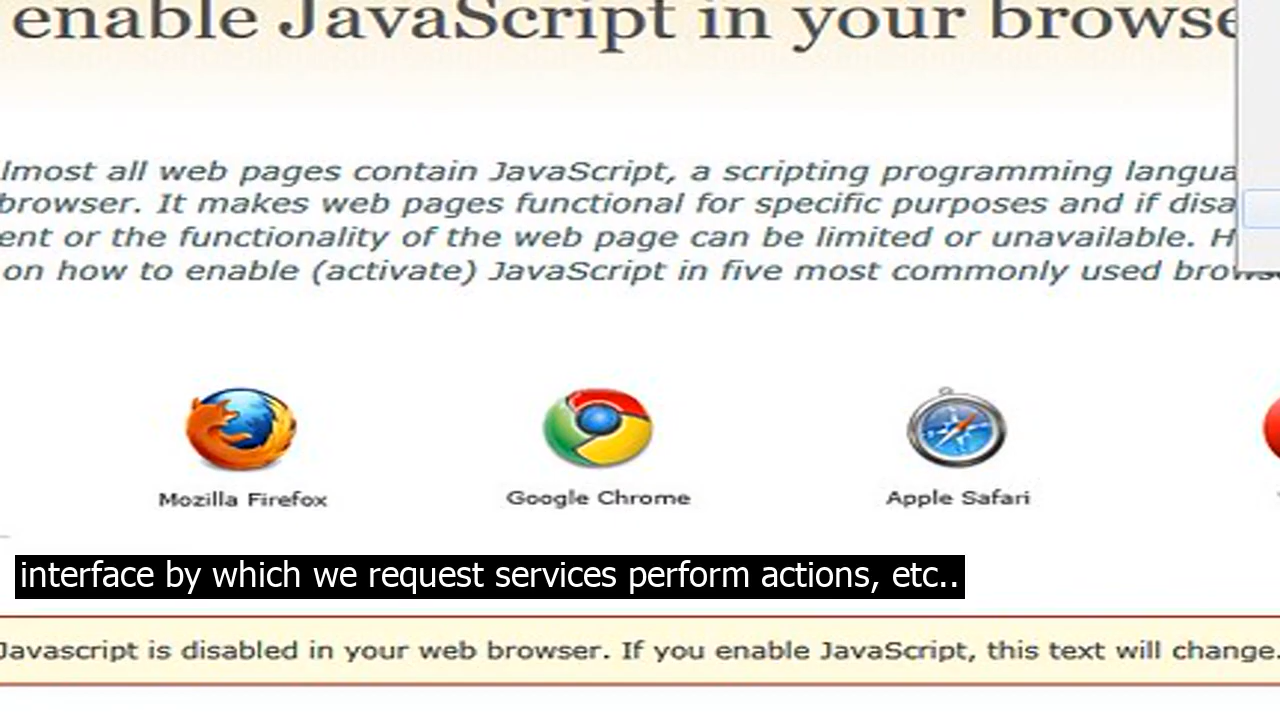 enable JavaScript in your browse
lmost all web pages contain JavaScript, a scripting programming langua
browser. It makes web pages functional for specific purposes and if disa
ent or the functionality of the web page can be limited or unavailable. H
on how to enable (activate) JavaScript in five most commonly used brows
Mozilla Firefox
Google Chrome
Apple Safari
interface by which we request services perform actions, etc..
Javascript is disabled in your web browser. If you enable JavaScript, this text will change.